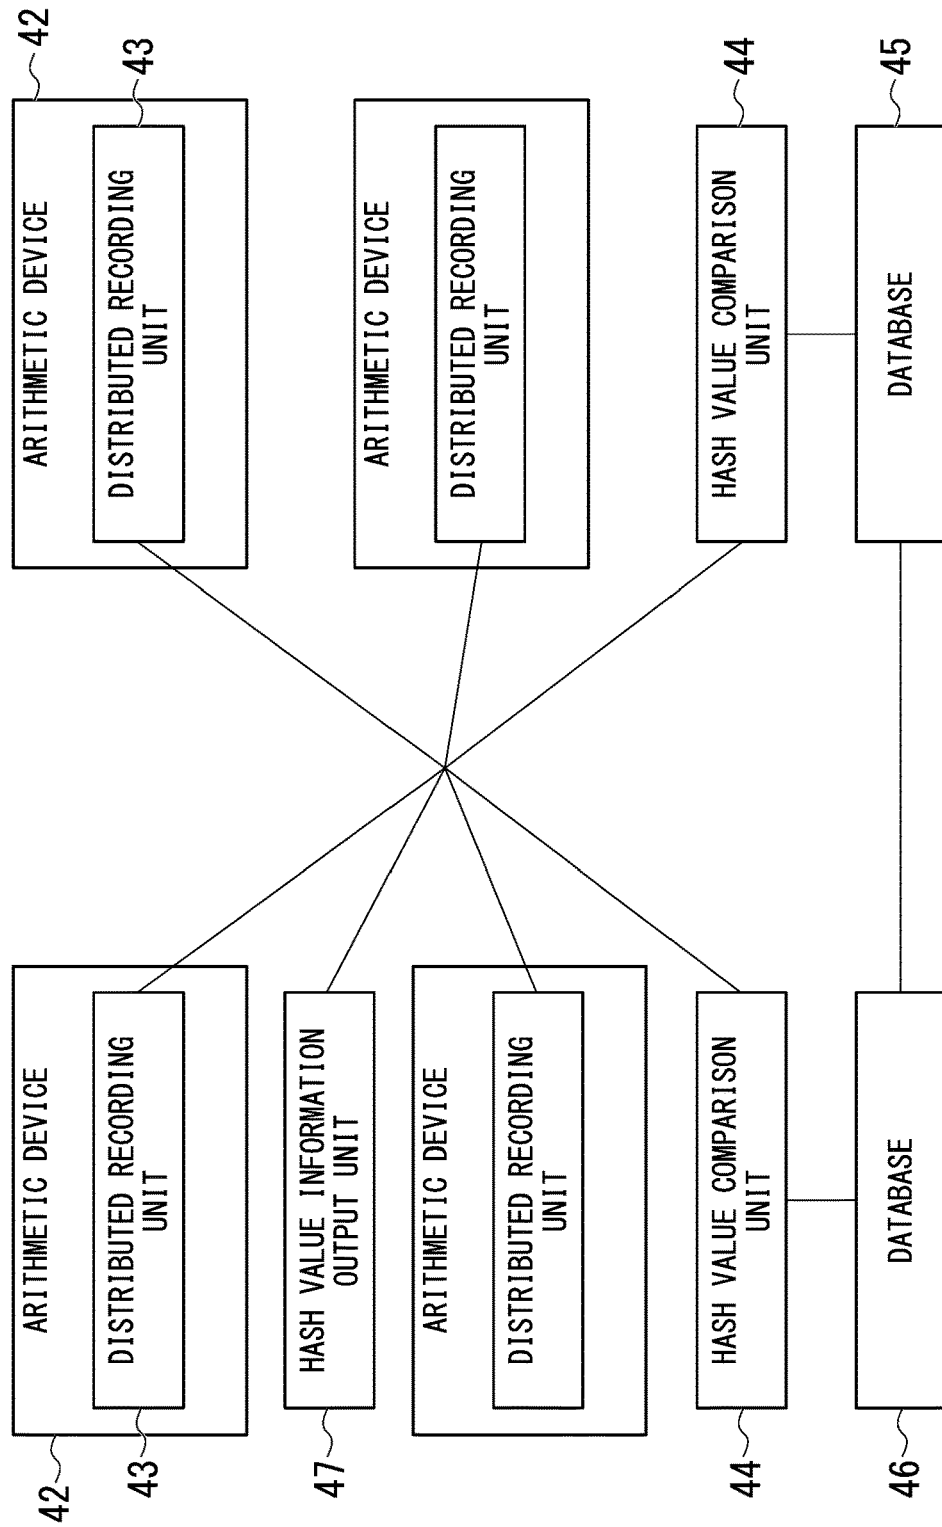 42
ARITHMETIC DEVICE
43
DISTRIBUTED RECORDING
UNIT
47
HASH VALUE INFORMATION
OUTPUT UNIT
ARITHMETIC DEVICE
DISTRIBUTED RECORDING
UNIT
44
HASH VALUE COMPARISON
UNIT
46
DATABASE
42
ARITHMETIC DEVICE
43
DISTRIBUTED RECORDING
UNIT
ARITHMETIC DEVICE
DISTRIBUTED RECORDING
UNIT
44
HASH VALUE COMPARISON
UNIT
45
DATABASE